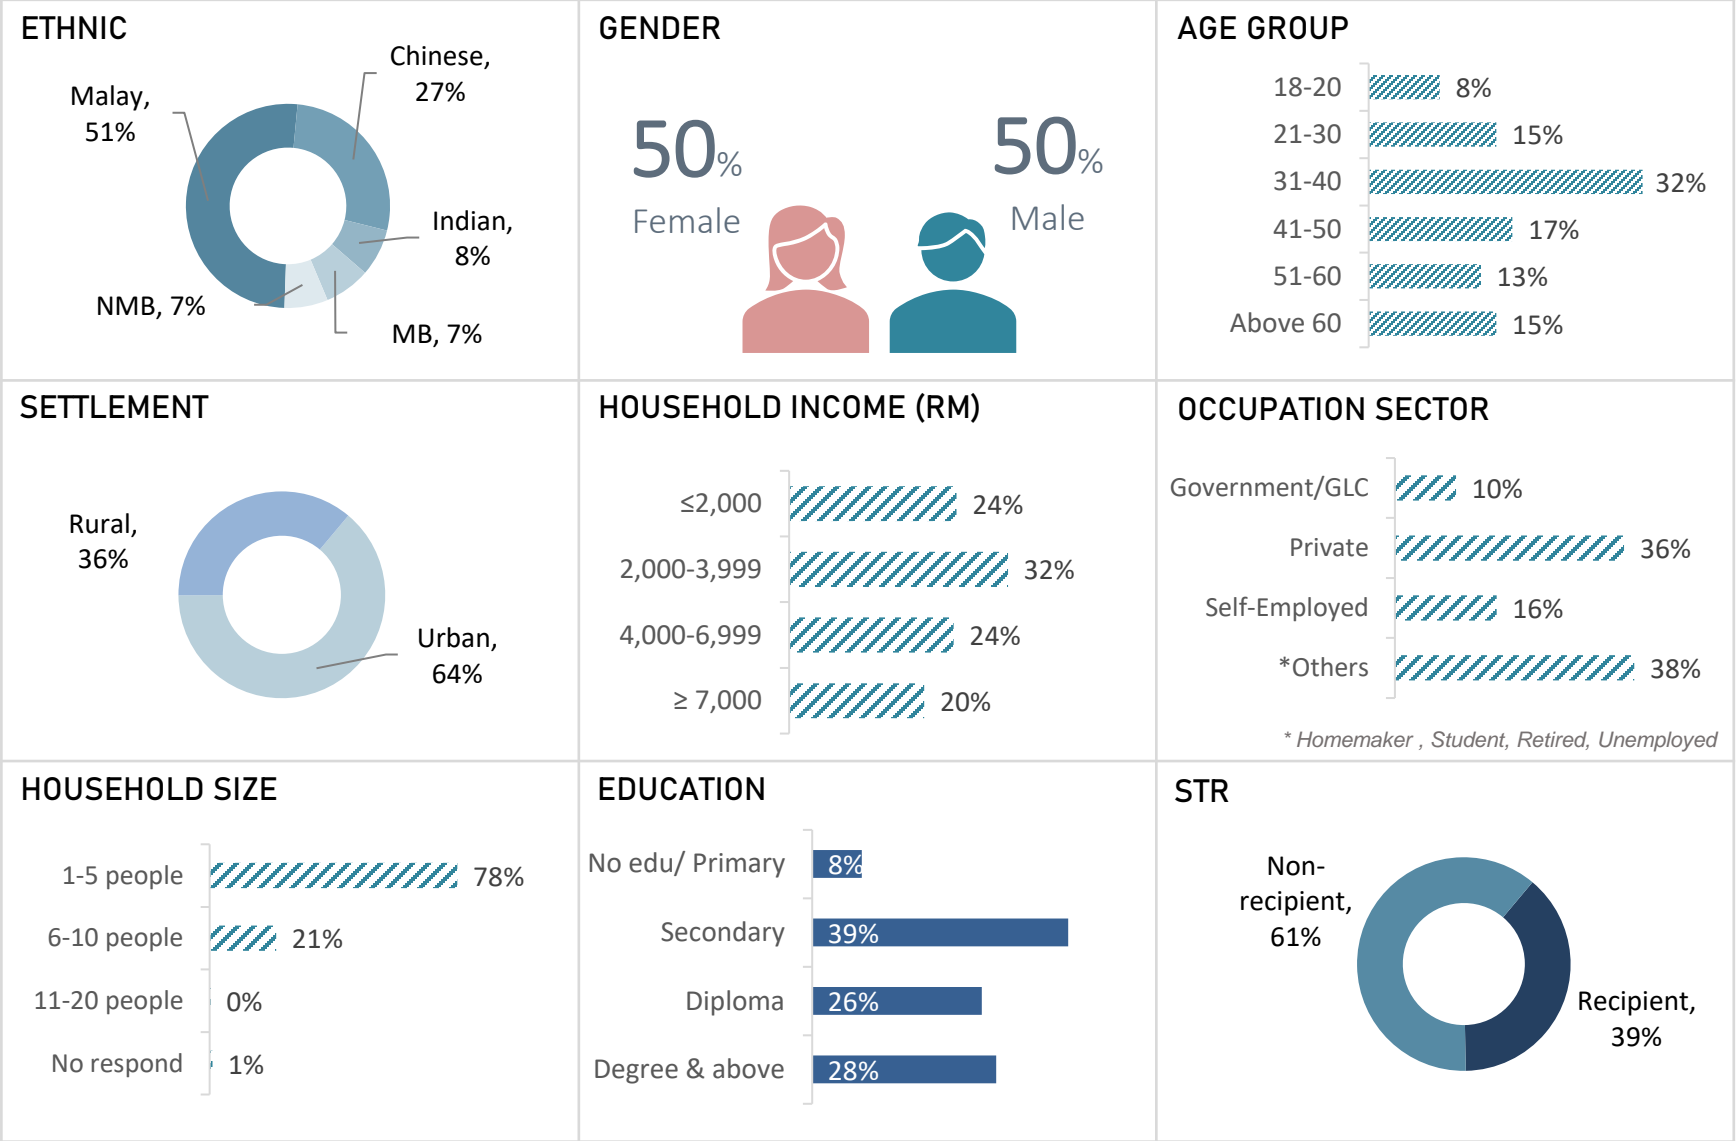 ETHNIC
Chinese,
27%
Malay,
51%
Indian,
8%
NMB, 7%
MB, 7%
GENDER
50%
Female
50%
Male
AGE GROUP
18-20 8%
21-30 15%
31-40 32%
41-50 17%
51-60 13%
Above 60 15%
SETTLEMENT
Rural,
36%
Urban,
64%
HOUSEHOLD INCOME (RM)
≤2,000 24%
2,000-3,999 32%
4,000-6,999 24%
≥ 7,000 20%
OCCUPATION SECTOR
Government/GLC 10%
Private 36%
Self-Employed 16%
*Others 38%
* Homemaker , Student, Retired, Unemployed
HOUSEHOLD SIZE
1-5 people 78%
6-10 people 21%
11-20 people 0%
No respond 1%
EDUCATION
No edu/ Primary 8%
Secondary 39%
Diploma 26%
Degree & above 28%
STR
Non-
recipient,
61%
Recipient,
39%